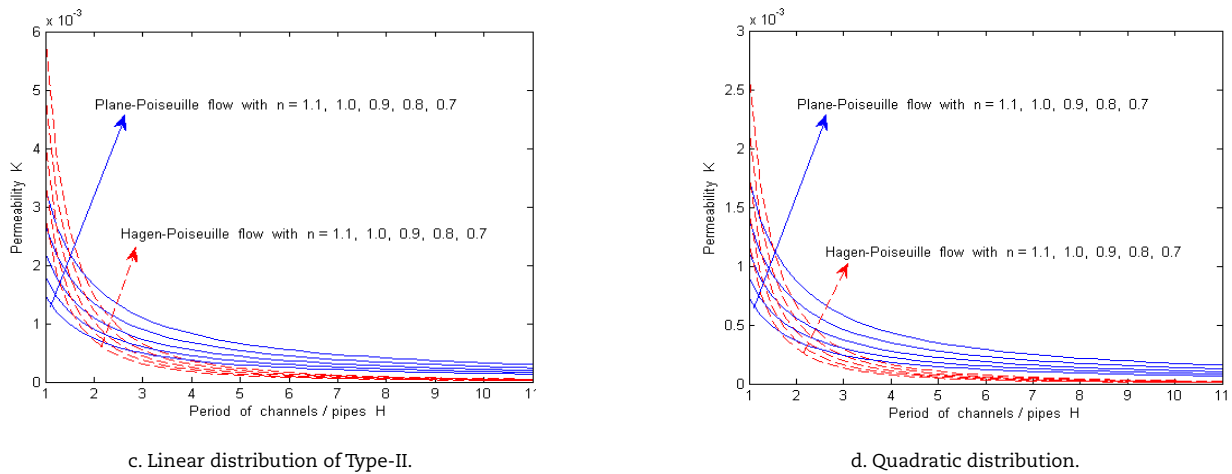 x 10⁻³
6
5
4
3
2
1
0
Permeability K
Plane-Poiseuille flow with n = 1.1, 1.0, 0.9, 0.8, 0.7
Hagen-Poiseuille flow with n = 1.1, 1.0, 0.9, 0.8, 0.7
1 2 3 4 5 6 7 8 9 10 1
Period of channels / pipes H
c. Linear distribution of Type-II.
x 10⁻³
3
2.5
2
1.5
1
0.5
0
Permeability K
Plane-Poiseuille flow with n = 1.1, 1.0, 0.9, 0.8, 0.7
Hagen-Poiseuille flow with n = 1.1, 1.0, 0.9, 0.8, 0.7
1 2 3 4 5 6 7 8 9 10 11
Period of channels / pipes H
d. Quadratic distribution.